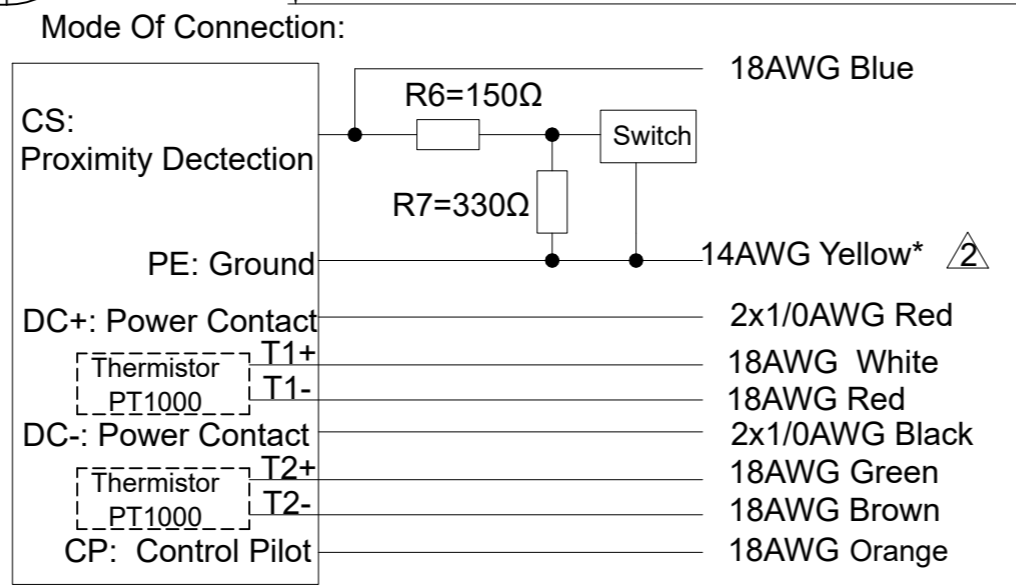 Mode Of Connection:
18AWG Blue
R6=150Ω
CS:
Proximity Dectection
Switch
R7=330Ω
PE: Ground
14AWG Yellow* 2
DC+: Power Contact
2x1/0AWG Red
Thermistor
PT1000
T1+
18AWG White
T1-
18AWG Red
DC-: Power Contact
2x1/0AWG Black
Thermistor
PT1000
T2+
18AWG Green
T2-
18AWG Brown
CP: Control Pilot
18AWG Orange